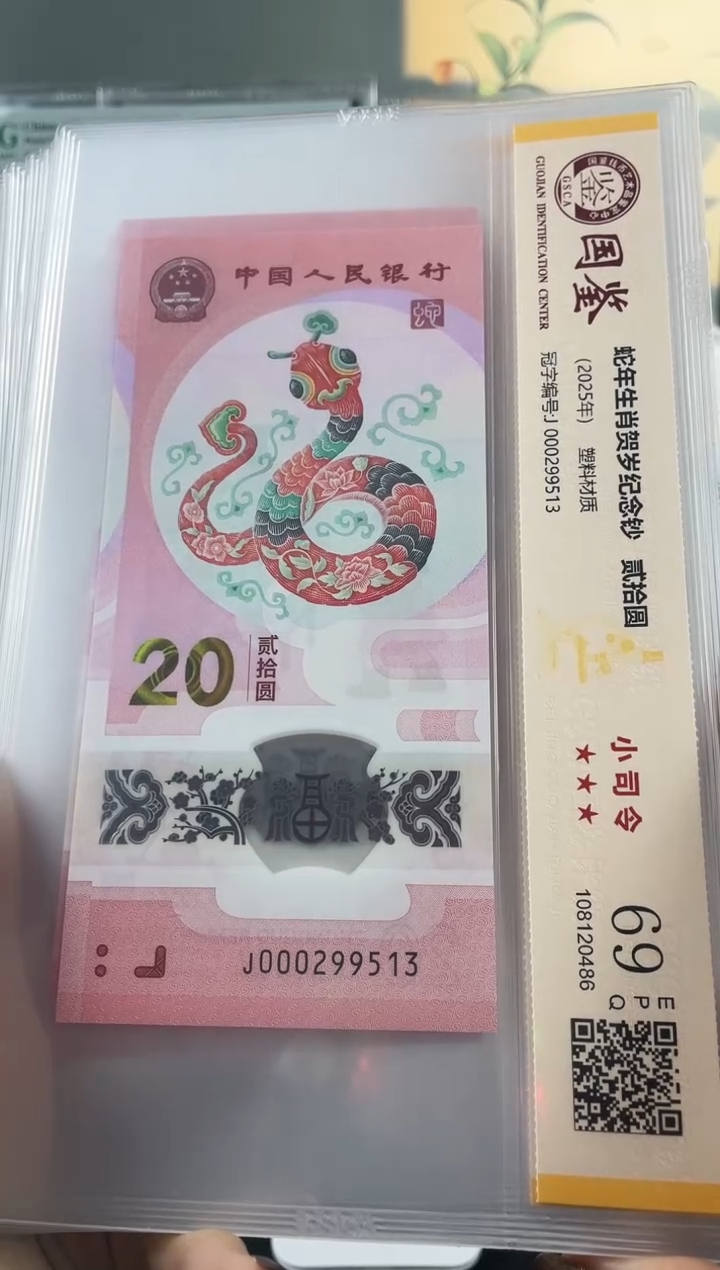 中国人民银行
蛇
20
贰拾圆
J000299513
GSCA
鉴
国鉴
GUOJIAN IDENTIFICATION CENTER
蛇年生肖贺岁纪念钞 贰拾圆
(2025年) 塑料材质
冠字编号:J 000299513
小司令
★★★
69
EPQ
108120486